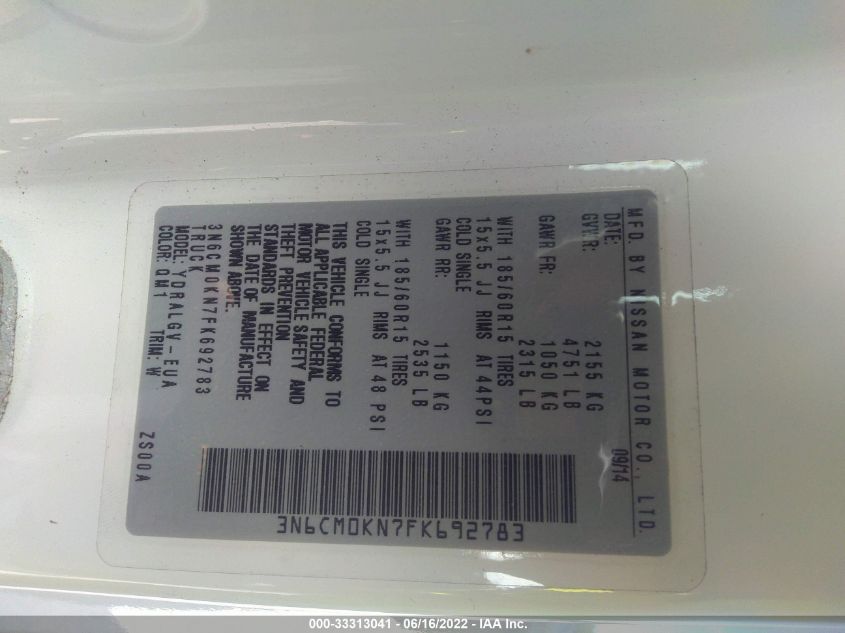 MFD. BY NISSAN MOTOR CO., LTD.
DATE: 09/14
GVWR: 2155 KG
4751 LB
GAWR FR: 1050 KG
2315 LB
WITH 185/60R15 TIRES
15x5.5 JJ RIMS AT 44PSI
COLD SINGLE
GAWR RR: 1150 KG
2535 LB
WITH 185/60R15 TIRES
15x5.5 JJ RIMS AT 48 PSI
COLD SINGLE
THIS VEHICLE CONFORMS TO
ALL APPLICABLE FEDERAL
MOTOR VEHICLE SAFETY AND
THEFT PREVENTION
STANDARDS IN EFFECT ON
THE DATE OF MANUFACTURE
SHOWN ABOVE.
3N6CM0KN7FK692783
TRUCK
MODEL: YDRALGV-EUA
COLOR: QM1 TRIM: W
ZS00A
3N6CM0KN7FK692783
000-33313041 - 06/16/2022 - IAA Inc.